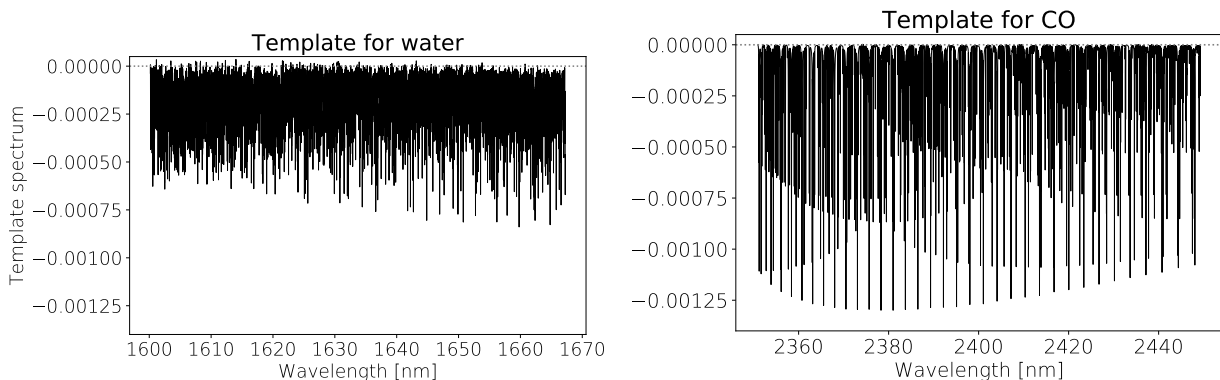 Template for water
0.00000
−0.00025
−0.00050
−0.00075
−0.00100
−0.00125
Template spectrum
1600 1610 1620 1630 1640 1650 1660 1670
Wavelength [nm]
Template for CO
0.00000
−0.00025
−0.00050
−0.00075
−0.00100
−0.00125
2360 2380 2400 2420 2440
Wavelength [nm]